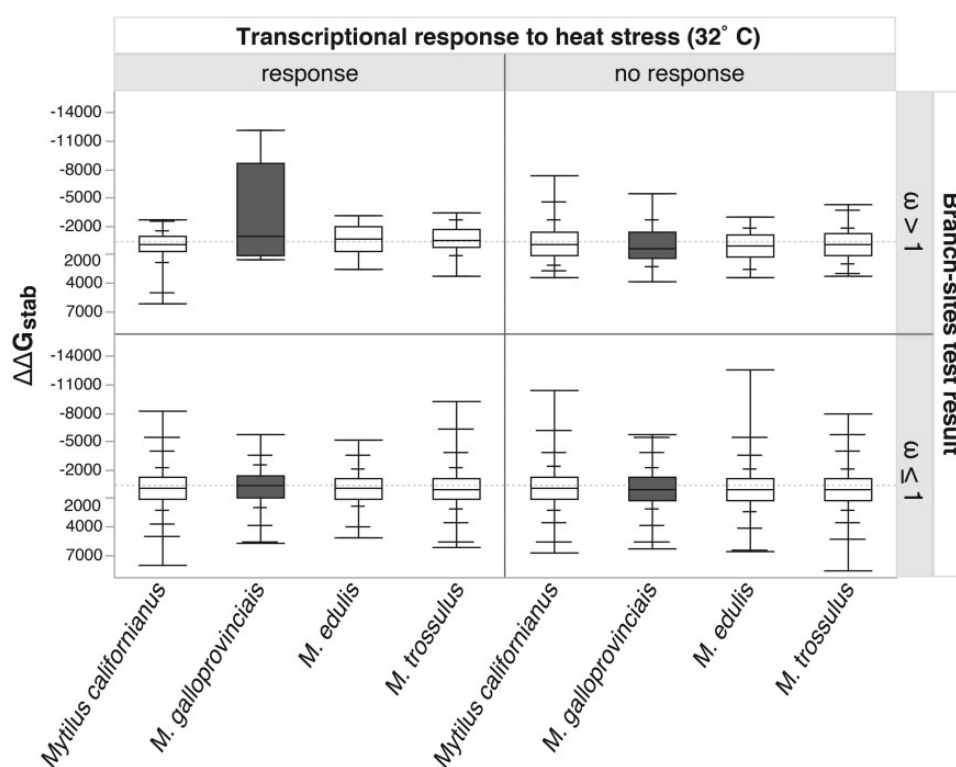 Transcriptional response to heat stress (32° C)
response
no response
ΔΔGstab
-14000
-11000
-8000
-5000
-2000
2000
4000
7000
ω > 1
-14000
-11000
-8000
-5000
-2000
2000
4000
7000
ω ≤ 1
Branch-sites test result
Mytilus californianus
M. galloprovinciais
M. edulis
M. trossulus
Mytilus californianus
M. galloprovinciais
M. edulis
M. trossulus